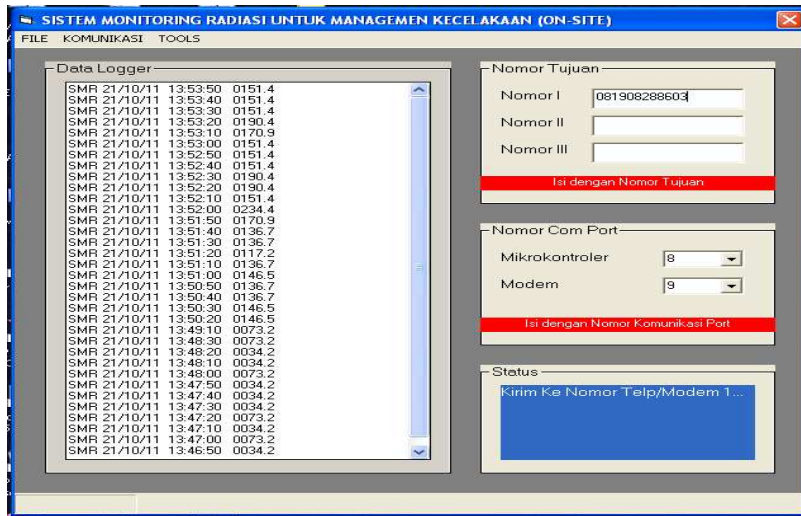 SISTEM MONITORING RADIASI UNTUK MANAGEMEN KECELAKAAN (ON-SITE)
FILE KOMUNIKASI TOOLS
Data Logger
SMR 21/10/11 13:53:50 0151.4
SMR 21/10/11 13:53:40 0151.4
SMR 21/10/11 13:53:30 0151.4
SMR 21/10/11 13:53:20 0190.4
SMR 21/10/11 13:53:10 0170.9
SMR 21/10/11 13:53:00 0151.4
SMR 21/10/11 13:52:50 0151.4
SMR 21/10/11 13:52:40 0151.4
SMR 21/10/11 13:52:30 0190.4
SMR 21/10/11 13:52:20 0190.4
SMR 21/10/11 13:52:10 0151.4
SMR 21/10/11 13:52:00 0234.4
SMR 21/10/11 13:51:50 0170.9
SMR 21/10/11 13:51:40 0136.7
SMR 21/10/11 13:51:30 0136.7
SMR 21/10/11 13:51:20 0117.2
SMR 21/10/11 13:51:10 0136.7
SMR 21/10/11 13:51:00 0146.5
SMR 21/10/11 13:50:50 0136.7
SMR 21/10/11 13:50:40 0136.7
SMR 21/10/11 13:50:30 0146.5
SMR 21/10/11 13:50:20 0146.5
SMR 21/10/11 13:49:10 0073.2
SMR 21/10/11 13:48:30 0073.2
SMR 21/10/11 13:48:20 0034.2
SMR 21/10/11 13:48:10 0034.2
SMR 21/10/11 13:48:00 0073.2
SMR 21/10/11 13:47:50 0034.2
SMR 21/10/11 13:47:40 0034.2
SMR 21/10/11 13:47:30 0034.2
SMR 21/10/11 13:47:20 0073.2
SMR 21/10/11 13:47:10 0034.2
SMR 21/10/11 13:47:00 0073.2
SMR 21/10/11 13:46:50 0034.2
Nomor Tujuan
Nomor I 081908288603
Nomor II
Nomor III
Isi dengan Nomor Tujuan
Nomor Com Port
Mikrokontroler 8
Modem 9
Isi dengan Nomor Komunikasi Port
Status
Kirim Ke Nomor Telp/Modem 1...